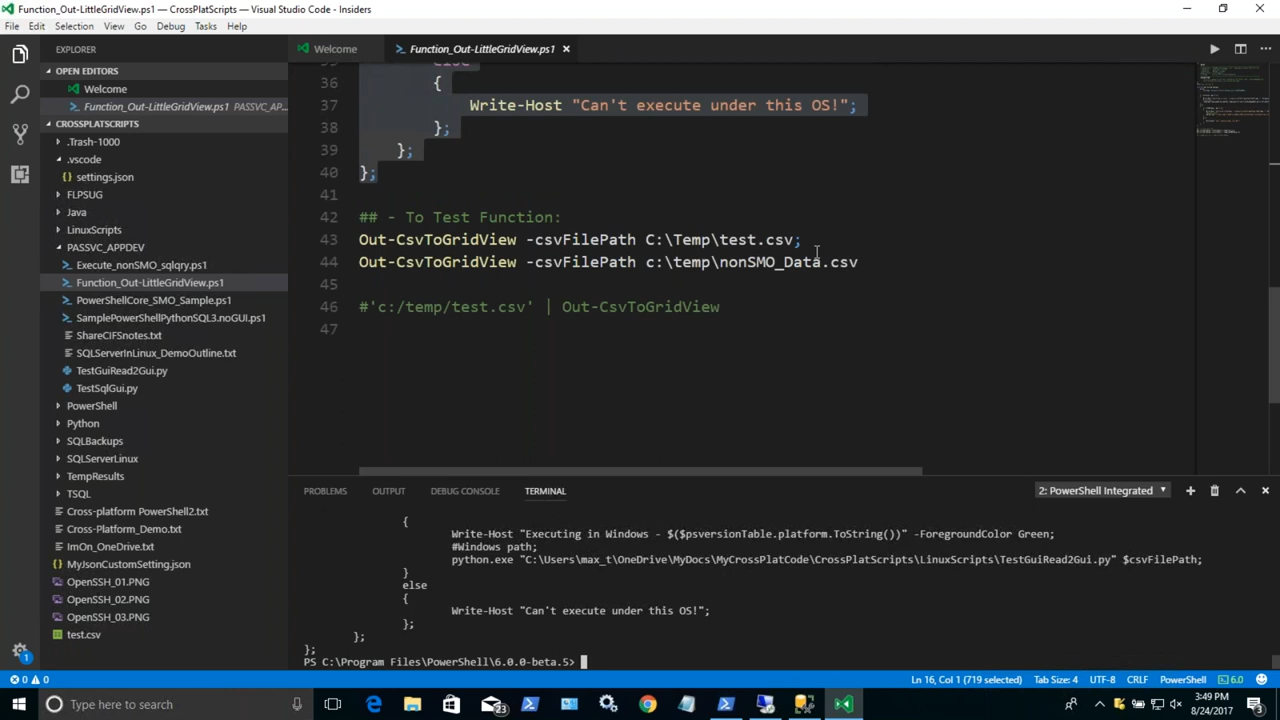 Function_Out-LittleGridView.ps1 — CrossPlatScripts — Visual Studio Code - Insiders
File Edit Selection View Go Debug Tasks Help
EXPLORER
OPEN EDITORS
Welcome
Function_Out-LittleGridView.ps1 PASSVC_AP...
CROSSPLATSCRIPTS
.Trash-1000
.vscode
settings.json
FLPSUG
Java
LinuxScripts
PASSVC_APPDEV
Execute_nonSMO_sqlqry.ps1
Function_Out-LittleGridView.ps1
PowerShellCore_SMO_Sample.ps1
SamplePowerShellPythonSQL3.noGUI.ps1
ShareCIFSnotes.txt
SQLServerInLinux_DemoOutline.txt
TestGuiRead2Gui.py
TestSqlGui.py
PowerShell
Python
SQLBackups
SQLServerLinux
TempResults
TSQL
Cross-platform PowerShell2.txt
Cross-Platform_Demo.txt
ImOn_OneDrive.txt
MyJsonCustomSetting.json
OpenSSH_01.PNG
OpenSSH_02.PNG
OpenSSH_03.PNG
test.csv
Welcome Function_Out-LittleGridView.ps1
35 else
36 {
37 Write-Host "Can't execute under this OS!";
38 };
39 };
40 };
41
42 ## - To Test Function:
43 Out-CsvToGridView -csvFilePath C:\Temp\test.csv;
44 Out-CsvToGridView -csvFilePath c:\temp\nonSMO_Data.csv
45
46 #'c:/temp/test.csv' | Out-CsvToGridView
47
PROBLEMS OUTPUT DEBUG CONSOLE TERMINAL 2: PowerShell Integrated
{
Write-Host "Executing in Windows - $($psversionTable.platform.ToString())" -ForegroundColor Green;
#Windows path;
python.exe "C:\Users\max_t\OneDrive\MyDocs\MyCrossPlatCode\CrossPlatScripts\LinuxScripts\TestGuiRead2Gui.py" $csvFilePath;
}
else
{
Write-Host "Can't execute under this OS!";
};
};
};
PS C:\Program Files\PowerShell\6.0.0-beta.5>
1
0 0 Ln 16, Col 1 (719 selected) Tab Size: 4 UTF-8 CRLF PowerShell 6.0
Type here to search 23 3:49 PM
8/24/2017 3